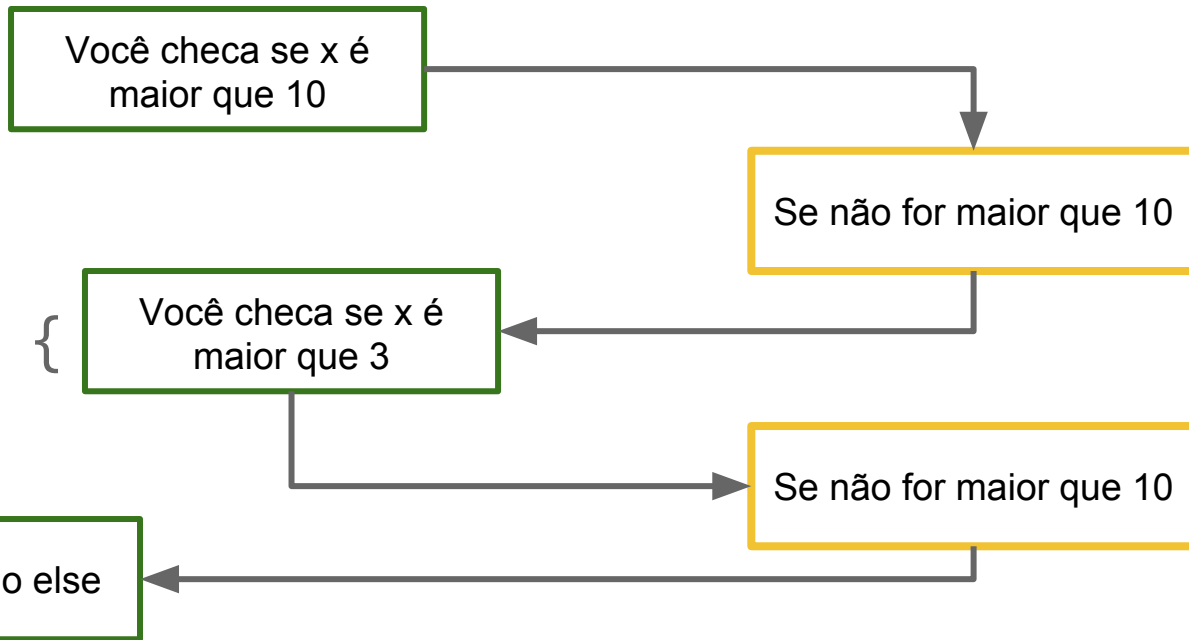 Você checa se x é
maior que 10
Se não for maior que 10
{
Você checa se x é
maior que 3
Se não for maior que 10
o else